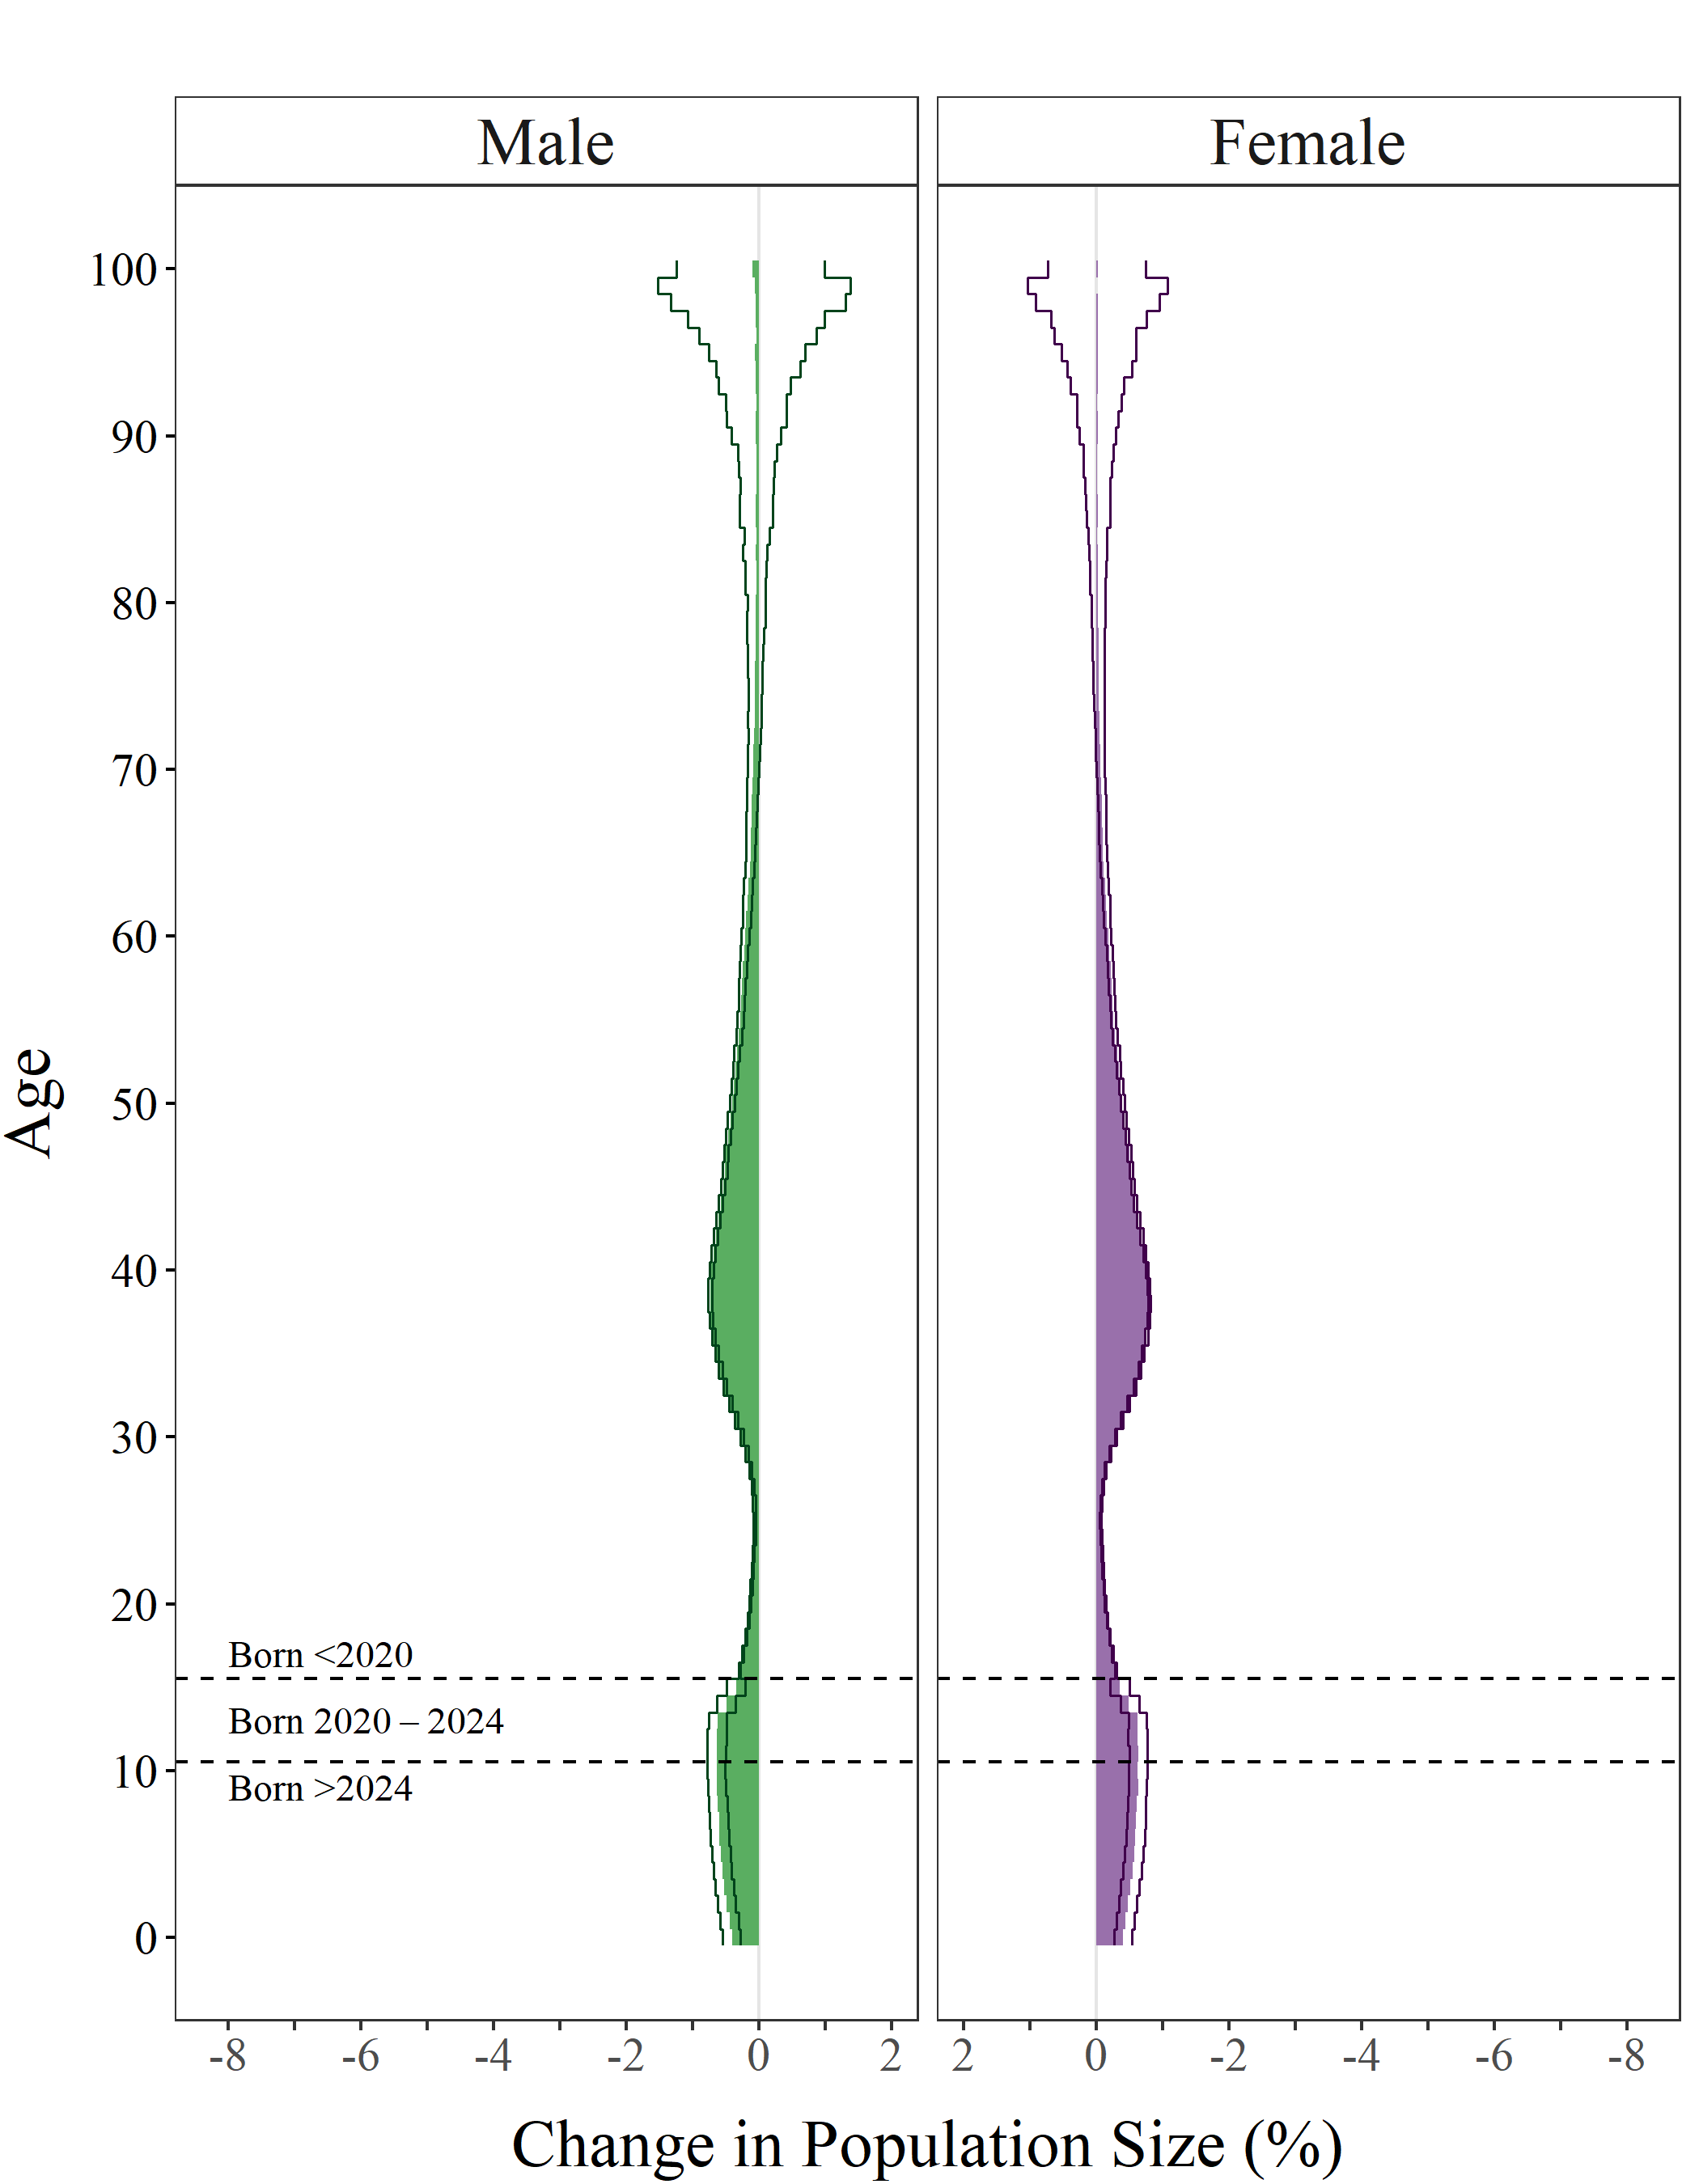 Male
Female
100
90
80
70
60
50
40
30
20
10
0
Age
Born <2020
Born 2020 – 2024
Born >2024
-8 -6 -4 -2 0 2
2 0 -2 -4 -6 -8
Change in Population Size (%)